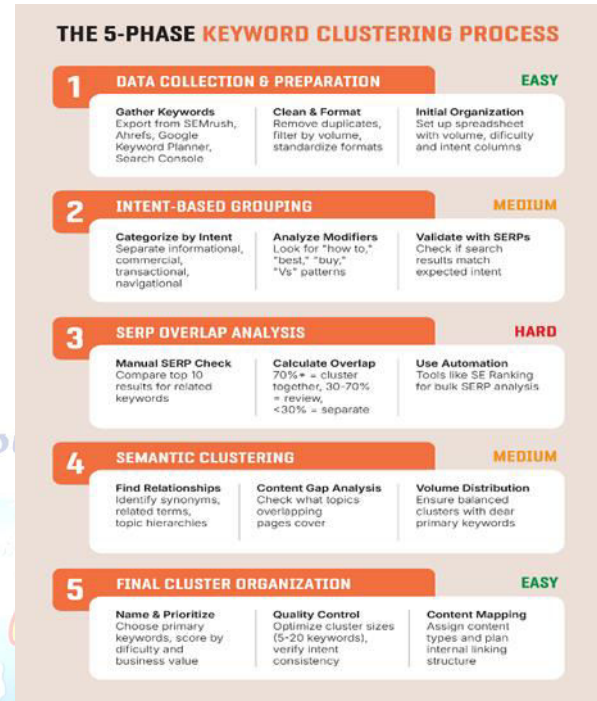 THE 5-PHASE KEYWORD CLUSTERING PROCESS
1
DATA COLLECTION & PREPARATION
EASY
Gather Keywords
Export from SEMrush,
Ahrefs, Google
Keyword Planner,
Search Console
Clean & Format
Remove duplicates,
filter by volume,
standardize formats
Initial Organization
Set up spreadsheet
with volume, dificulty
and intent columns
2
INTENT-BASED GROUPING
MEDIUM
Categorize by Intent
Separate informational,
commercial,
transactional,
navigational
Analyze Modifiers
Look for "how to,"
"best," "buy,"
"Vs" patterns
Validate with SERPs
Check if search
results match
expected intent
3
SERP OVERLAP ANALYSIS
HARD
Manual SERP Check
Compare top 10
results for related
keywords
Calculate Overlap
70%+ = cluster
together, 30-70%
= review,
<30% = separate
Use Automation
Tools like SE Ranking
for bulk SERP analysis
4
SEMANTIC CLUSTERING
MEDIUM
Find Relationships
Identify synonyms,
related terms,
topic hierarchies
Content Gap Analysis
Check what topics
overlapping
pages cover
Volume Distribution
Ensure balanced
clusters with dear
primary keywords
5
FINAL CLUSTER ORGANIZATION
EASY
Name & Prioritize
Choose primary
keywords, score by
dificulty and
business value
Quality Control
Optimize cluster sizes
(5-20 keywords),
verify intent
consistency
Content Mapping
Assign content
types and plan
internal linking
structure